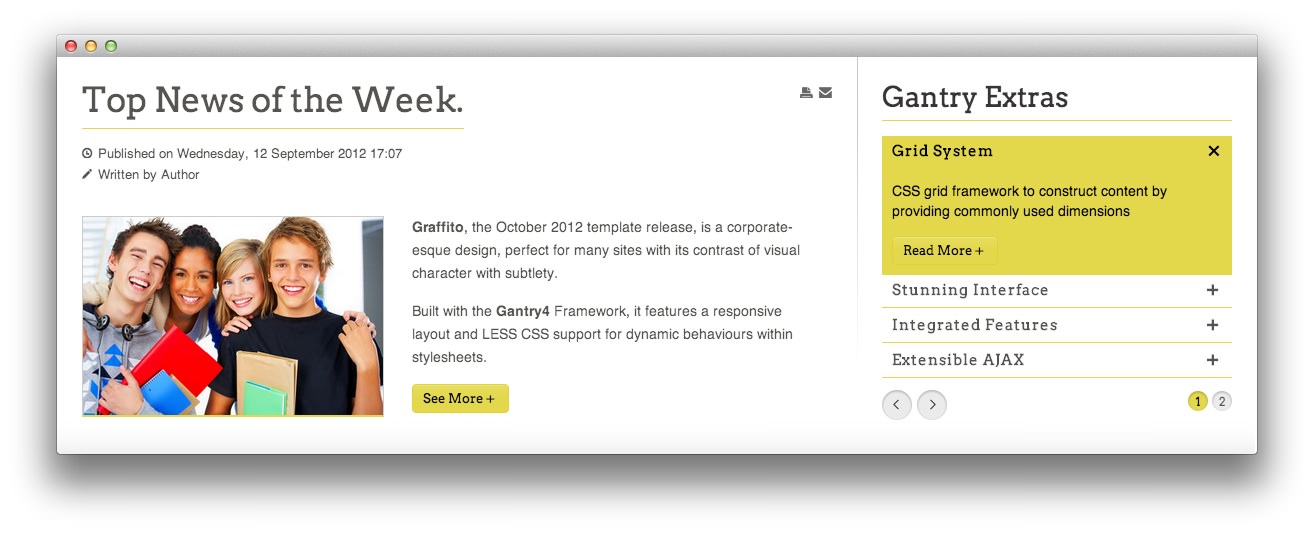 Top News of the Week.
Published on Wednesday, 12 September 2012 17:07
Written by Author
Graffito, the October 2012 template release, is a corporate-
esque design, perfect for many sites with its contrast of visual
character with subtlety.
Built with the Gantry4 Framework, it features a responsive
layout and LESS CSS support for dynamic behaviours within
stylesheets.
See More +
Gantry Extras
Grid System
CSS grid framework to construct content by
providing commonly used dimensions
Read More +
Stunning Interface
Integrated Features
Extensible AJAX
1 2